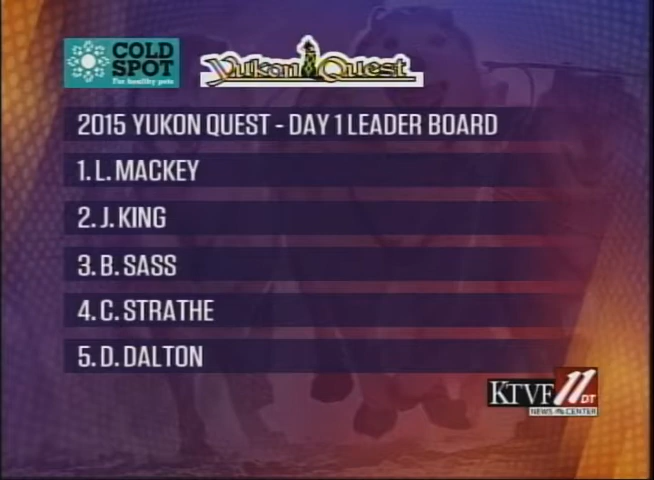 COLD
SPOT
For healthy pets
Yukon Quest
2015 YUKON QUEST - DAY 1 LEADER BOARD
1. L. MACKEY
2. J. KING
3. B. SASS
4. C. STRATHE
5. D. DALTON
KTVF 11 DT
NEWS CENTER